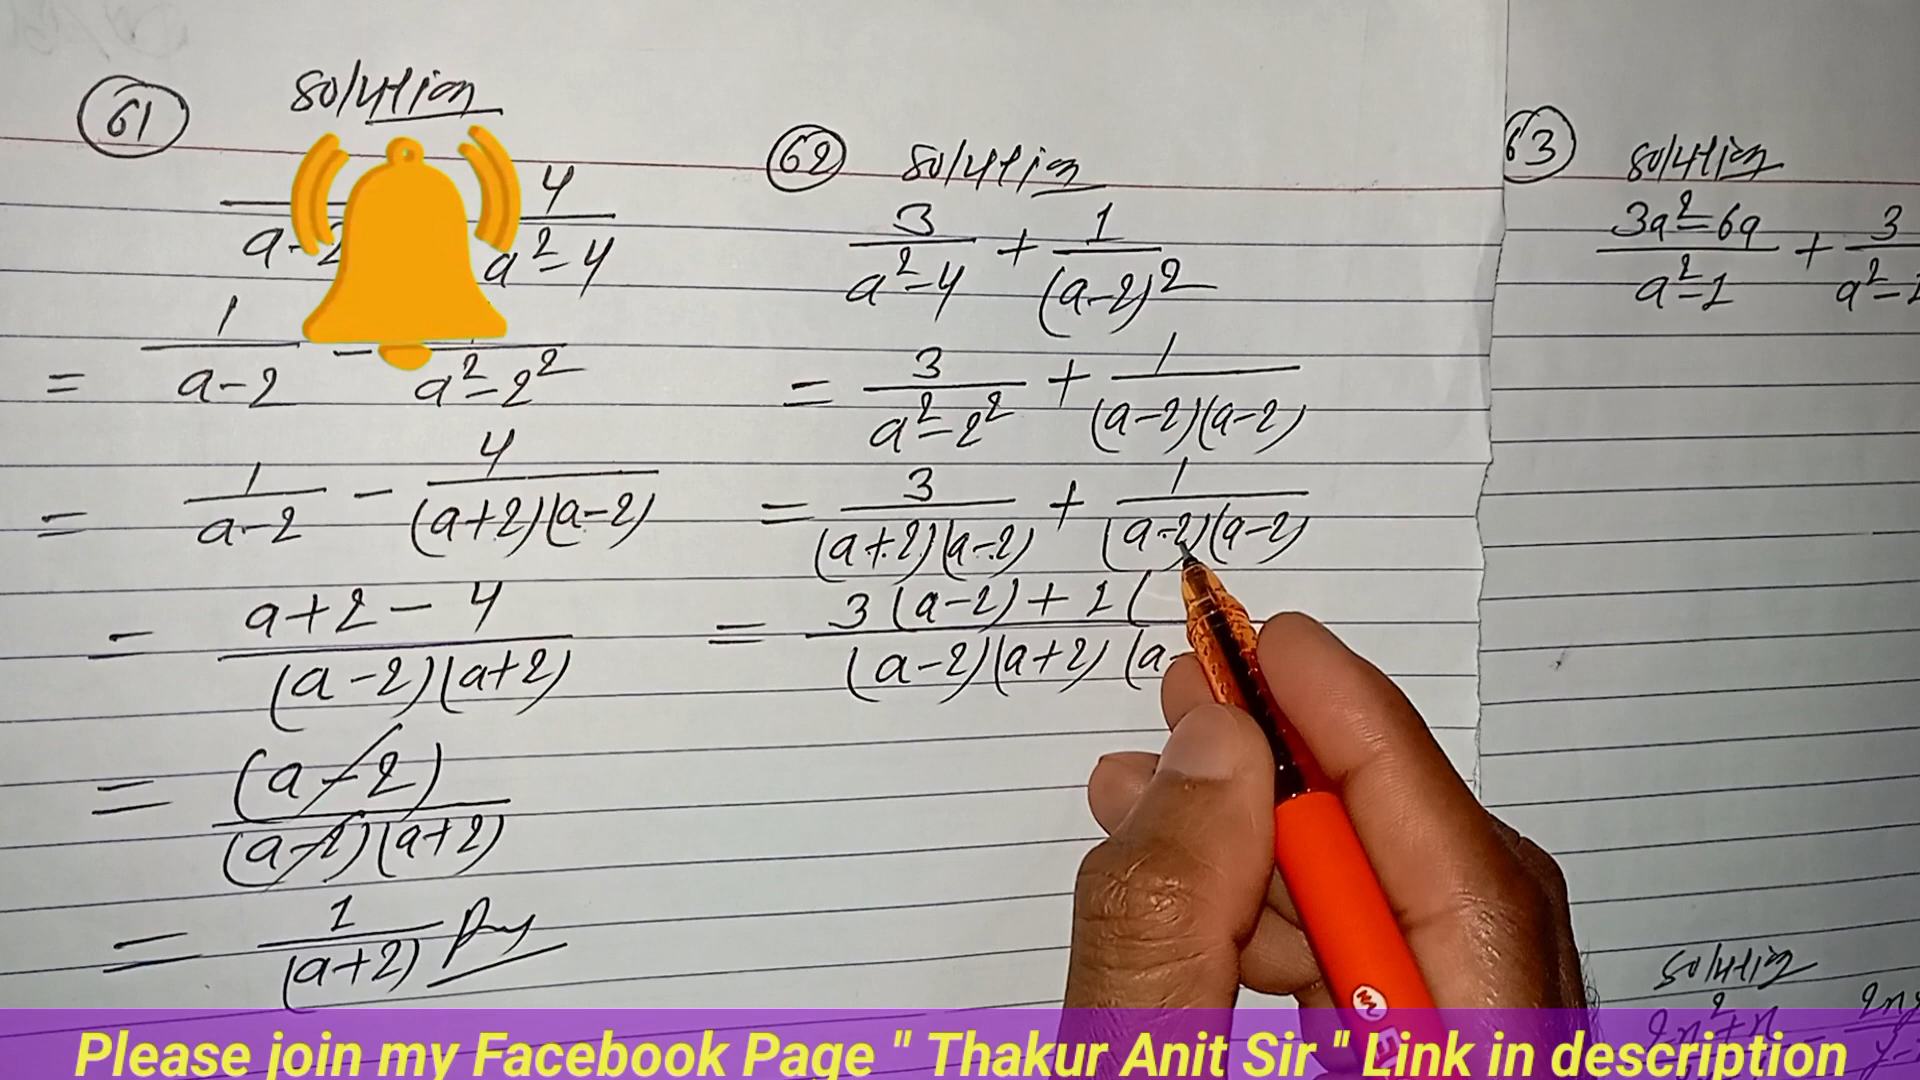 61 solution
a-2 4/(a²-4)
= 1/(a-2) - /(a²-2²)
= 1/(a-2) - 4/((a+2)(a-2))
= (a+2-4)/((a-2)(a+2))
= (a-2)/((a-2)(a+2))
= 1/(a+2)
62 solution
3/(a²-4) + 1/(a-2)²
= 3/(a²-2²) + 1/((a-2)(a-2))
= 3/((a+2)(a-2)) + 1/((a-2)(a-2))
= (3(a-2)+1()/((a-2)(a+2)(a-
63 solution
(3a²-6a)/(a²-1) + 3/(a²-1
solution
Please join my Facebook Page " Thakur Anit Sir " Link in description